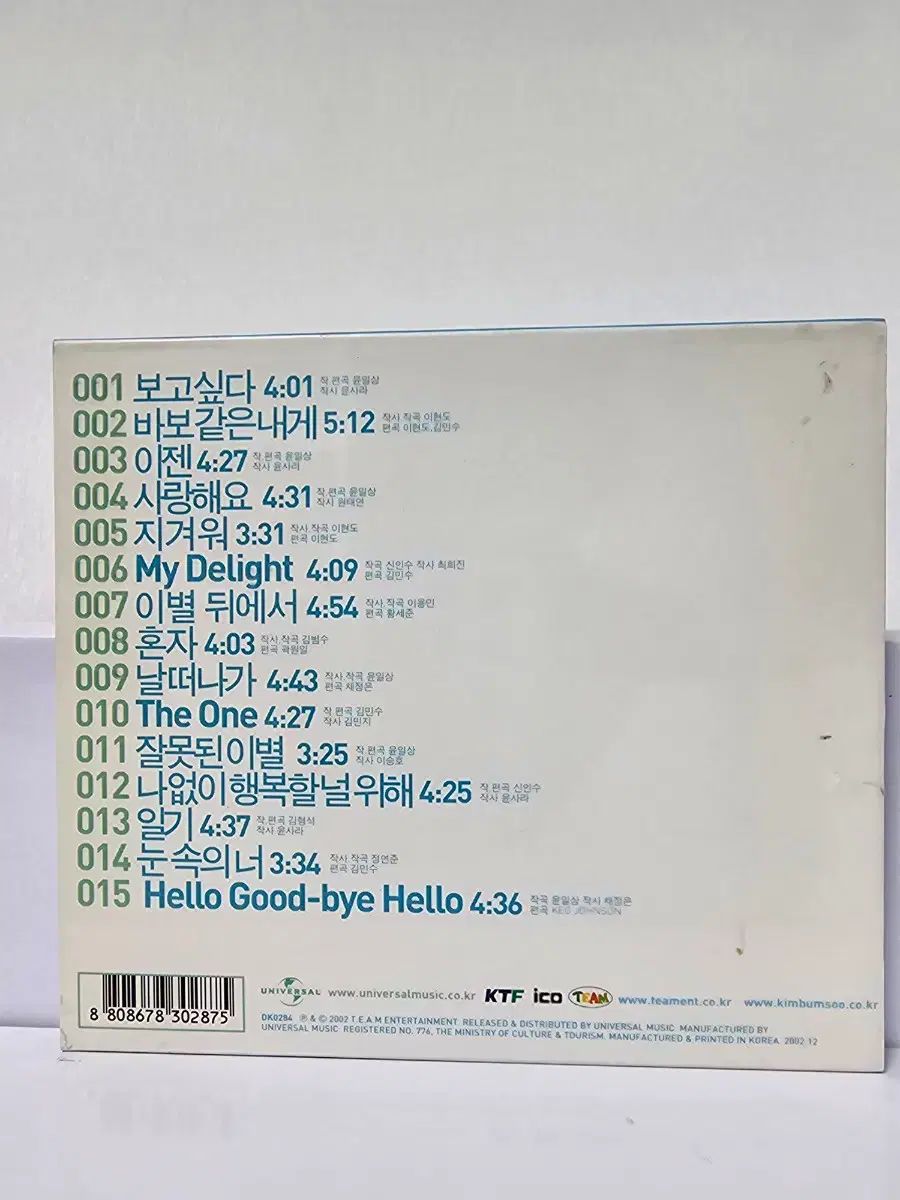 001 보고싶다 4:01 작.편곡 윤일상
작사 윤사라
002 바보 같은 내게 5:12 작사.작곡 이현도
편곡 이현도,김민수
003 이젠 4:27 작.편곡 윤일상
작사 윤사라
004 사랑해요 4:31 작.편곡 윤일상
작사 원태연
005 지겨워 3:31 작사.작곡 이현도
편곡 이현도
006 My Delight 4:09 작곡 신인수 작사 최희진
편곡 김민수
007 이별 뒤에서 4:54 작사.작곡 이용민
편곡 황세준
008 혼자 4:03 작사.작곡 김범수
편곡 곽원일
009 날 떠나가 4:43 작사.작곡 윤일상
편곡 채정은
010 The One 4:27 작.편곡 김민수
작사 김민지
011 잘못된 이별 3:25 작.편곡 윤일상
작사 이승호
012 나 없이 행복할 널 위해 4:25 작.편곡 신인수
작사 윤사라
013 일기 4:37 작.편곡 김형석
작사 윤사라
014 눈 속의 너 3:34 작사.작곡 정연준
편곡 김민수
015 Hello Good-bye Hello 4:36 작곡 윤일상 작사 채정은
편곡 KEG JOHNSON
8 808678 302875
UNIVERSAL www.universalmusic.co.kr KTF ico TEAM www.teament.co.kr www.kimbumsoo.co.kr
DK0284 ℗ & © 2002 T.E.A.M ENTERTAINMENT. RELEASED & DISTRIBUTED BY UNIVERSAL MUSIC. MANUFACTURED BY
UNIVERSAL MUSIC. REGISTERED NO. 776, THE MINISTRY OF CULTURE & TOURISM. MANUFACTURED & PRINTED IN KOREA. 2002.12